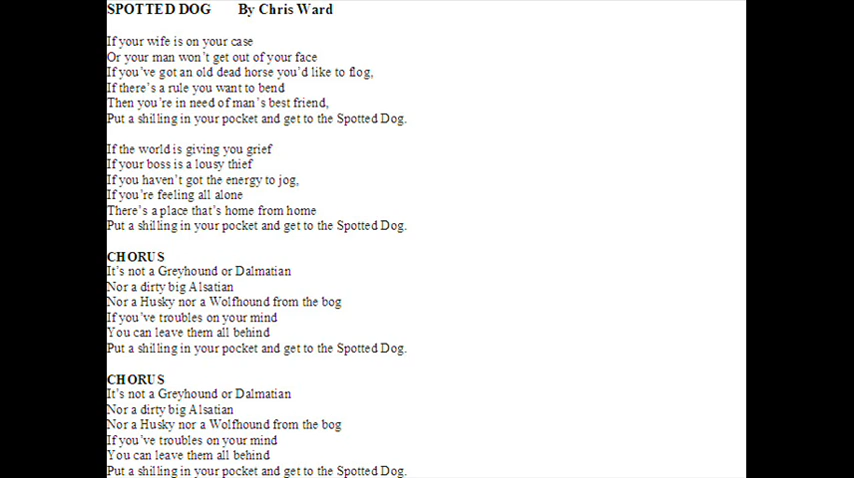 SPOTTED DOG By Chris Ward
If your wife is on your case
Or your man won't get out of your face
If you've got an old dead horse you'd like to flog,
If there's a rule you want to bend
Then you're in need of man's best friend,
Put a shilling in your pocket and get to the Spotted Dog.
If the world is giving you grief
If your boss is a lousy thief
If you haven't got the energy to jog,
If you're feeling all alone
There's a place that's home from home
Put a shilling in your pocket and get to the Spotted Dog.
CHORUS
It's not a Greyhound or Dalmatian
Nor a dirty big Alsatian
Nor a Husky nor a Wolfhound from the bog
If you've troubles on your mind
You can leave them all behind
Put a shilling in your pocket and get to the Spotted Dog.
CHORUS
It's not a Greyhound or Dalmatian
Nor a dirty big Alsatian
Nor a Husky nor a Wolfhound from the bog
If you've troubles on your mind
You can leave them all behind
Put a shilling in your pocket and get to the Spotted Dog.